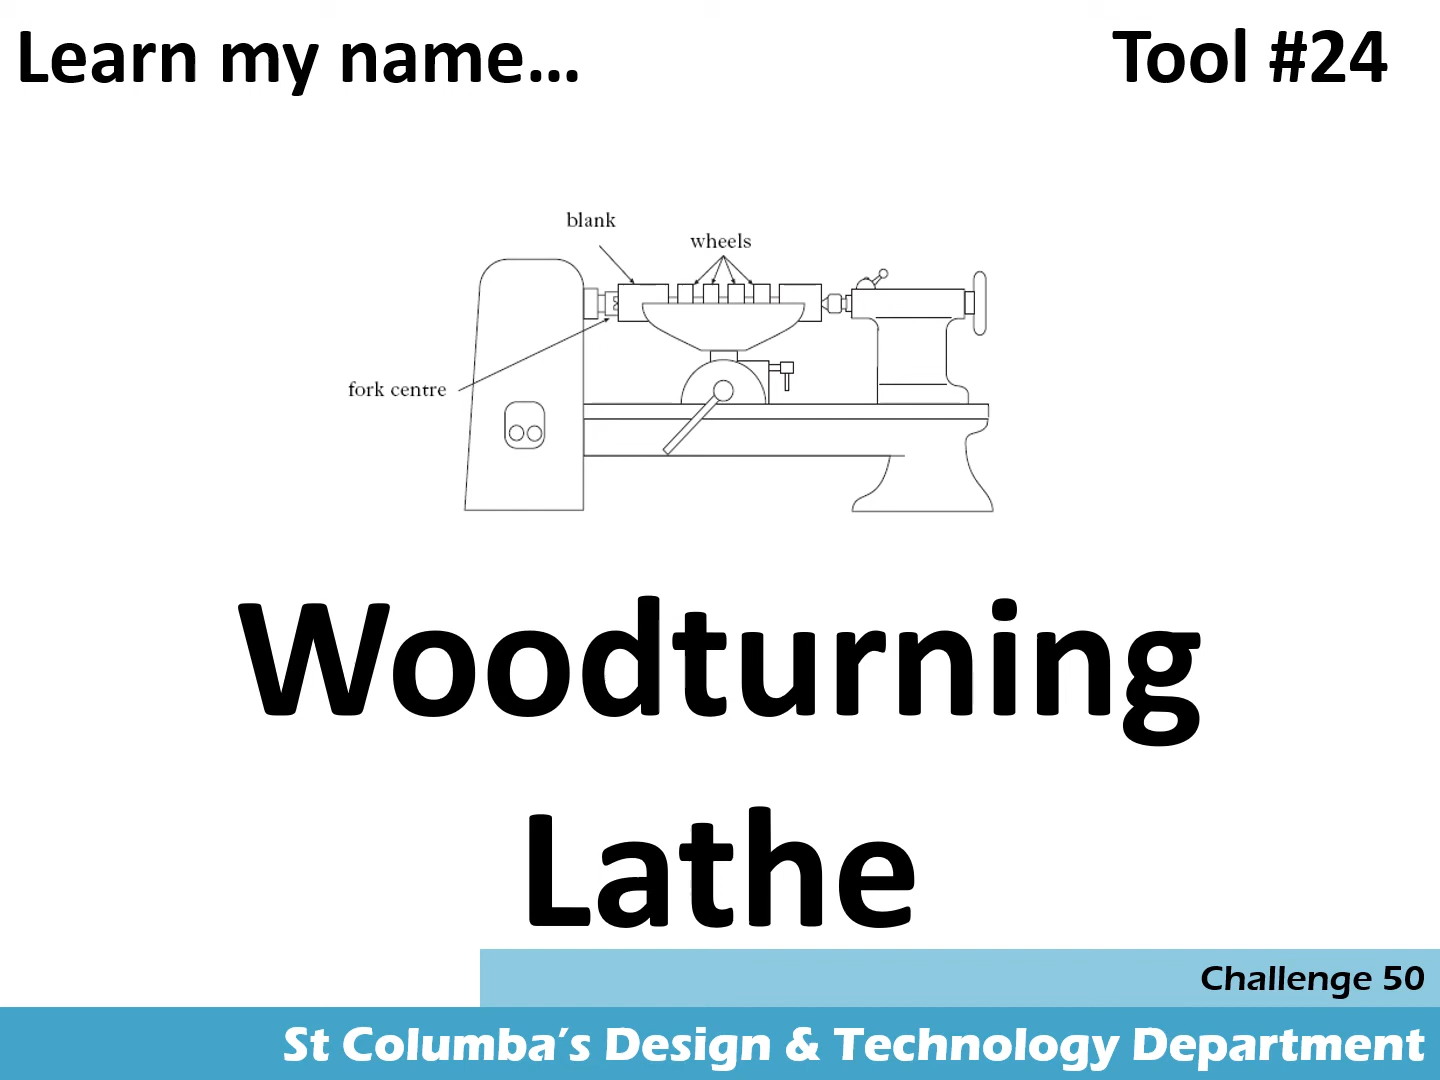 Learn my name...
Tool #24
blank
wheels
fork centre
Woodturning
Lathe
Challenge 50
St Columba's Design & Technology Department